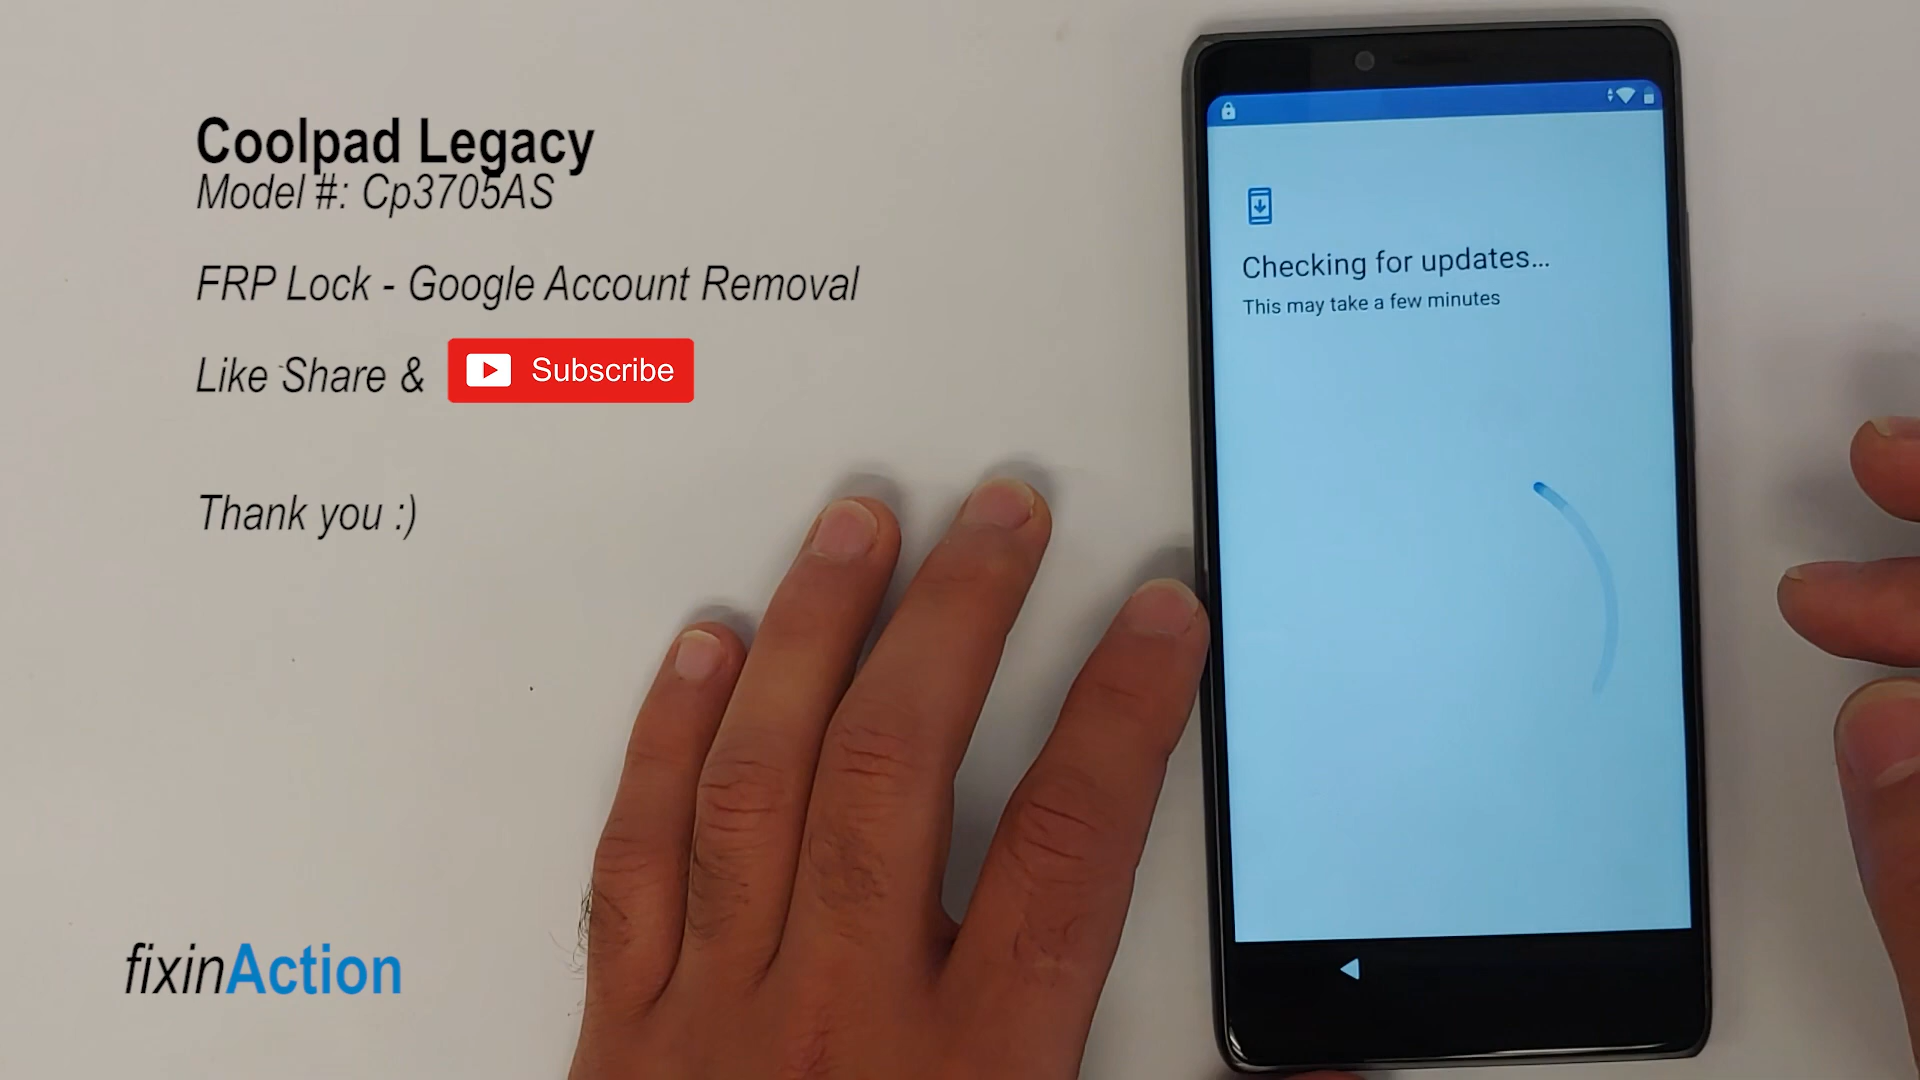 Coolpad Legacy
Model #: Cp3705AS
FRP Lock - Google Account Removal
Like Share &
Subscribe
Thank you :)
fixinAction
Checking for updates...
This may take a few minutes